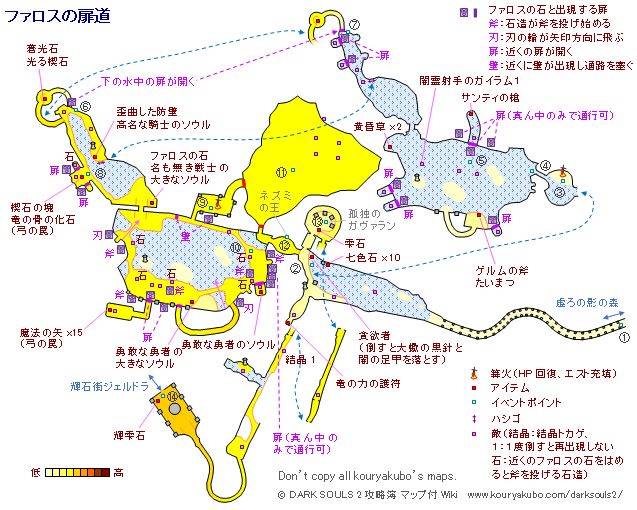 ファロスの扉道
ファロスの石と出現する扉
斧：石造が斧を投げ始める
刃：刃の輪が矢印方向に飛ぶ
扉：近くの扉が開く
壁：近くに壁が出現し通路を塞ぐ
蓄光石
光る楔石
下の水中の扉が開く
⑦
扉
扉
闇霊射手のガイラム1
サンティの槍
扉(真ん中のみで通行可)
黄昏草×2
⑥
歪曲した防壁
高名な騎士のソウル
石
扉
⑧
扉
ファロスの石
名も無き戦士の
大きなソウル
楔石の塊
竜の骨の化石
(弓の罠)
⑪
ネズミ
の王
⑨
⑤
④
③
扉
扉
扉
孤独の
ガヴァラン
⑬
⑫
雫石
七色石×10
②
ゲルムの斧
たいまつ
刃
石
壁
⑩
石
斧
扉
斧
石
石
石
斧
斧
扉
斧
刃
魔法の矢×15
(弓の罠)
勇敢な勇者の
大きなソウル
勇敢な勇者のソウル
結晶1
貪欲者
(倒すと大蠍の黒針と
闇の足甲を落とす)
虚ろの影の森
①
竜の力の護符
輝石街ジェルドラ
⑭
輝雫石
扉(真ん中の
みで通行可)
篝火(HP回復、エスト充填)
アイテム
イベントポイント
ハシゴ
敵(結晶：結晶トカゲ、
1：1度倒すと再出現しない
石：近くのファロスの石をはめ
ると斧を投げる石造)
低
高
Don't copy all kouryakubo's maps.
© DARK SOULS 2 攻略簿 マップ付 Wiki www.kouryakubo.com/darksouls2/